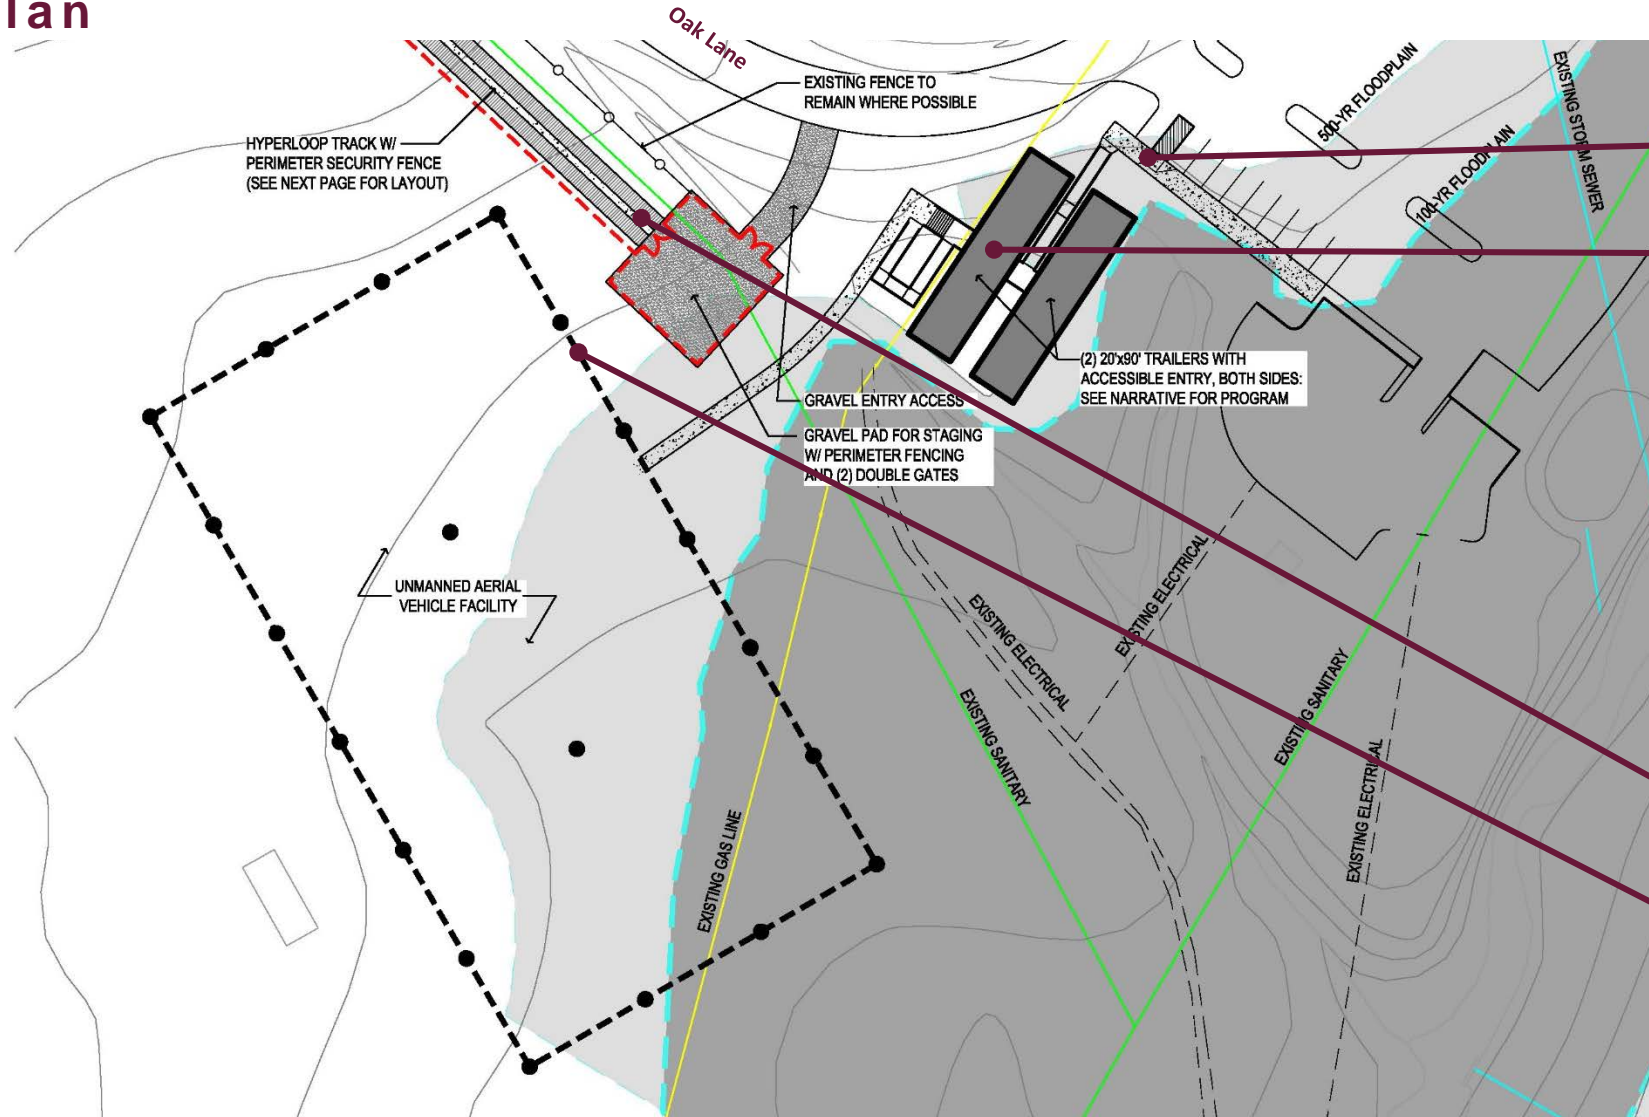 lan
Oak Lane
EXISTING FENCE TO
REMAIN WHERE POSSIBLE
HYPERLOOP TRACK W/
PERIMETER SECURITY FENCE
(SEE NEXT PAGE FOR LAYOUT)
500-YR FLOODPLAIN
100-YR FLOODPLAIN
EXISTING STORM SEWER
(2) 20'x90' TRAILERS WITH
ACCESSIBLE ENTRY, BOTH SIDES:
SEE NARRATIVE FOR PROGRAM
GRAVEL ENTRY ACCESS
GRAVEL PAD FOR STAGING
W/ PERIMETER FENCING
AND (2) DOUBLE GATES
UNMANNED AERIAL
VEHICLE FACILITY
EXISTING ELECTRICAL
EXISTING ELECTRICAL
EXISTING SANITARY
EXISTING SANITARY
EXISTING ELECTRICAL
EXISTING GAS LINE